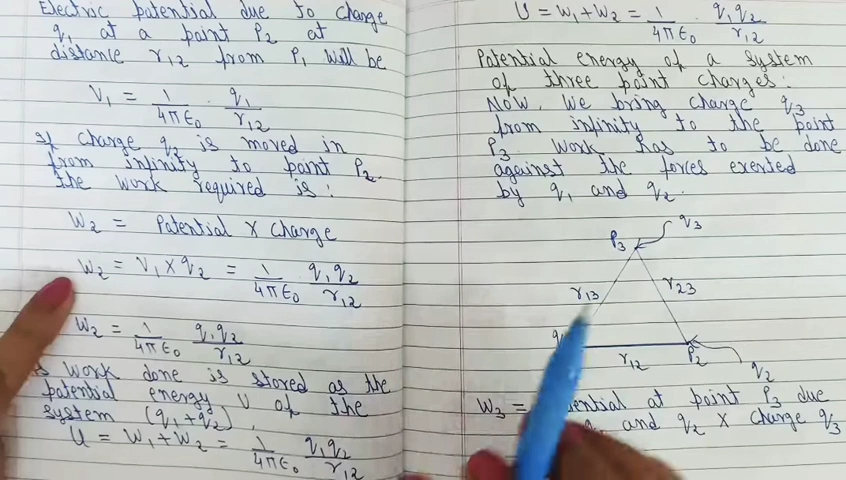 Electric potential due to charge
q₁ at a point P₂ at
distance r₁₂ from P₁ will be
V₁ = 1/4πε₀ · q₁/r₁₂
If charge q₂ is moved in
from infinity to point P₂.
the work required is:
W₂ = Potential × Charge
W₂ = V₁ × q₂ = 1/4πε₀ q₁q₂/r₁₂
W₂ = 1/4πε₀ q₁q₂/r₁₂
work done is stored as the
potential energy U of the
system (q₁+q₂).
U = W₁+W₂ = 1/4πε₀ q₁q₂/r₁₂
U = W₁+W₂ = 1/4πε₀ · q₁q₂/r₁₂
Potential energy of a system
of three point charges:
Now, We bring charge q₃
from infinity to the point
P₃. Work has to be done
against the forces exerted
by q₁ and q₂.
q₃
P₃
r₁₃
r₂₃
P₂
r₁₂
q₂
W₃ = at point P₃ due
and q₂ × charge q₃